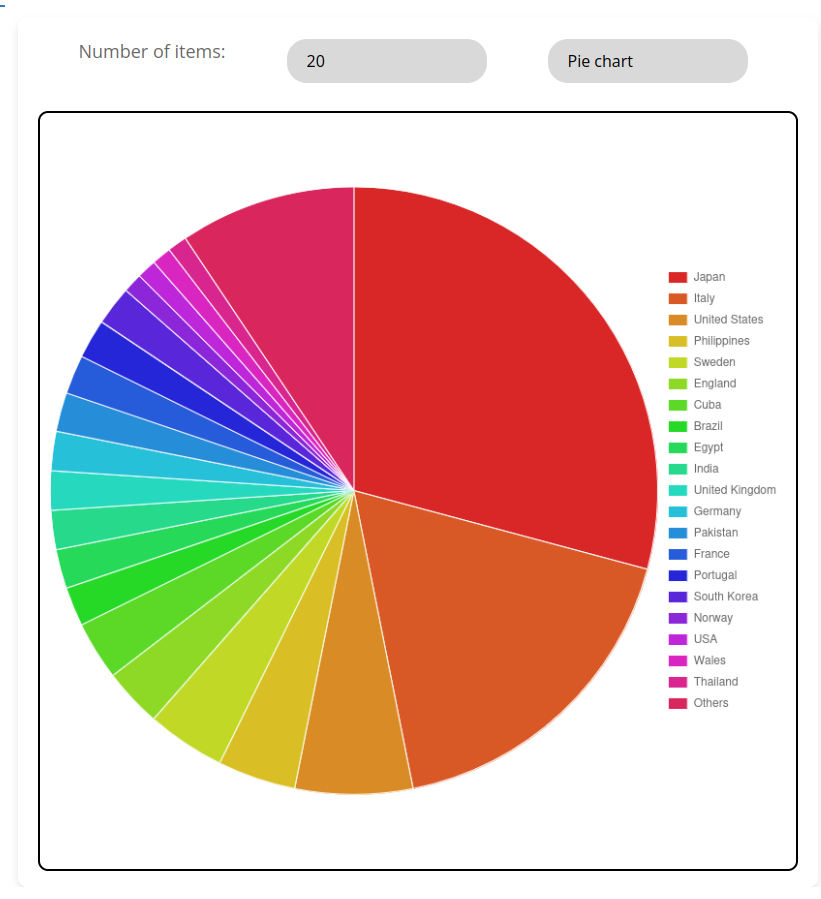 Number of items:
20
Pie chart
Japan
Italy
United States
Philippines
Sweden
England
Cuba
Brazil
Egypt
India
United Kingdom
Germany
Pakistan
France
Portugal
South Korea
Norway
USA
Wales
Thailand
Others